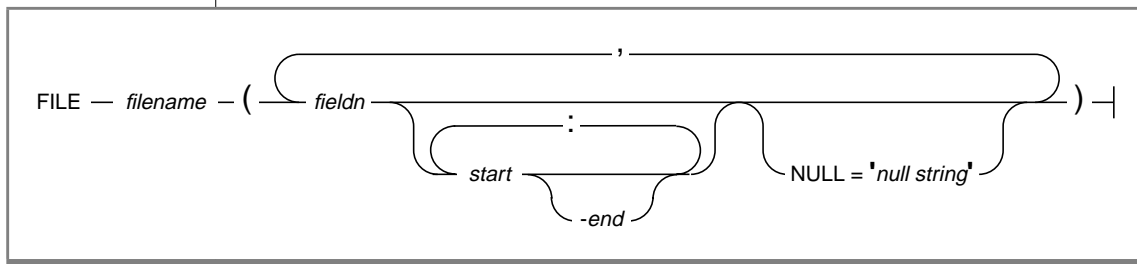 ,
FILE filename ( fieldn )
:
start NULL = 'null string'
-end